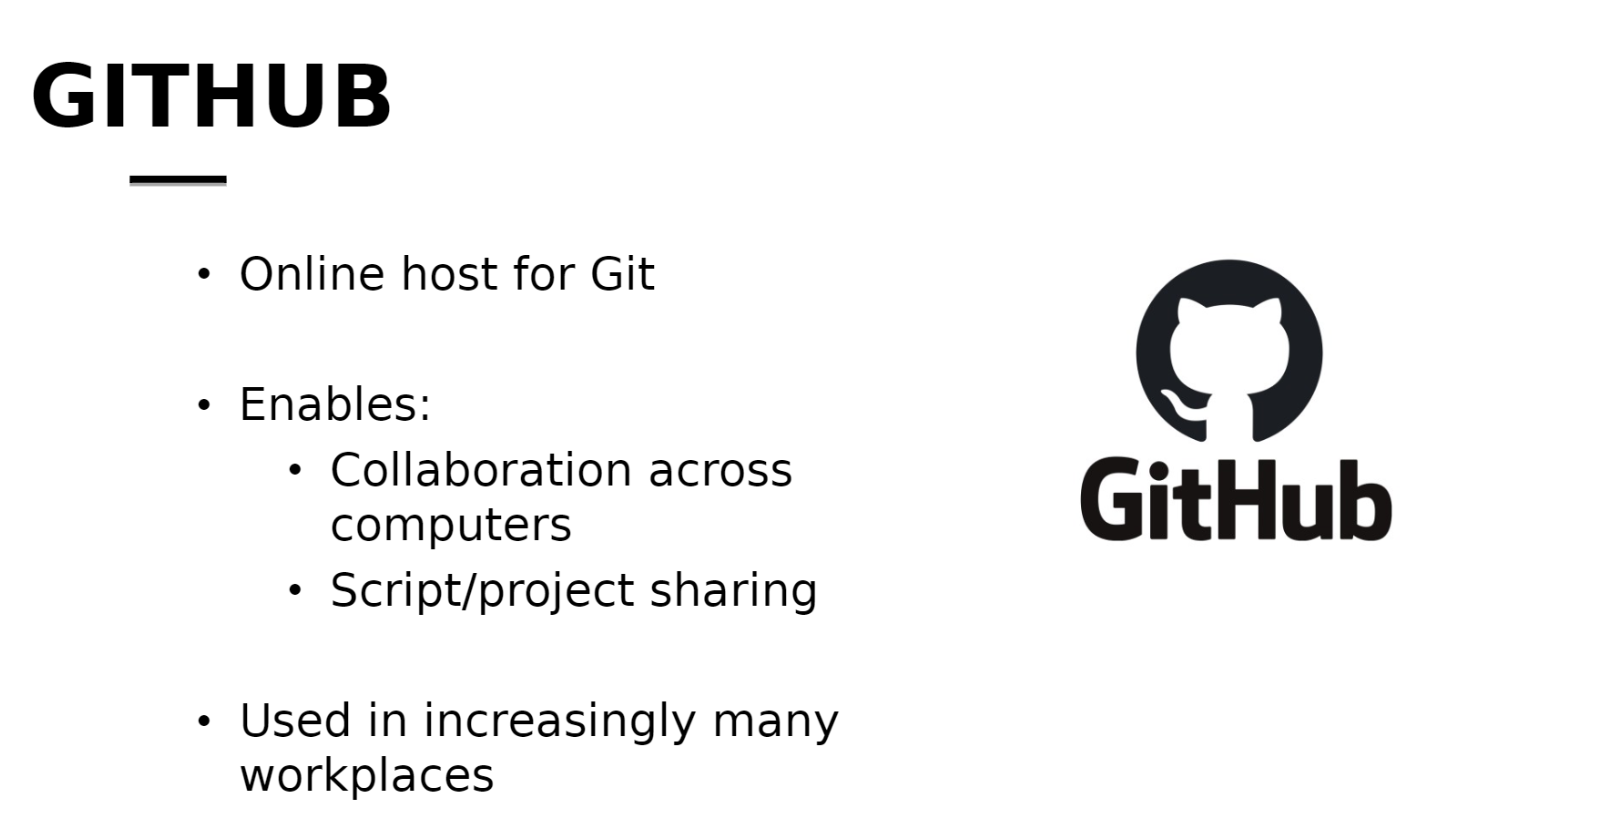 GITHUB
• Online host for Git
• Enables:
• Collaboration across
computers
• Script/project sharing
• Used in increasingly many
workplaces
GitHub